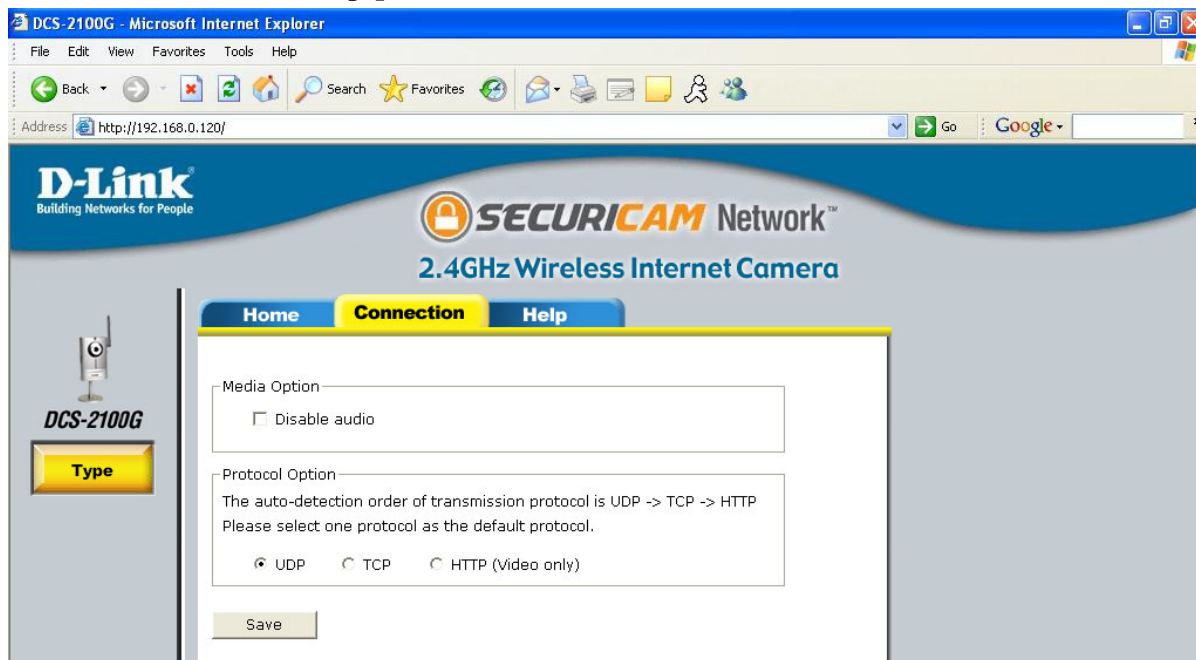 DCS-2100G - Microsoft Internet Explorer
File Edit View Favorites Tools Help
Back Search Favorites
Address http://192.168.0.120/ Go Google
D-Link
Building Networks for People
SECURICAM Network™
2.4GHz Wireless Internet Camera
Home Connection Help
Media Option
Disable audio
DCS-2100G
Type
Protocol Option
The auto-detection order of transmission protocol is UDP -> TCP -> HTTP
Please select one protocol as the default protocol.
UDP TCP HTTP (Video only)
Save